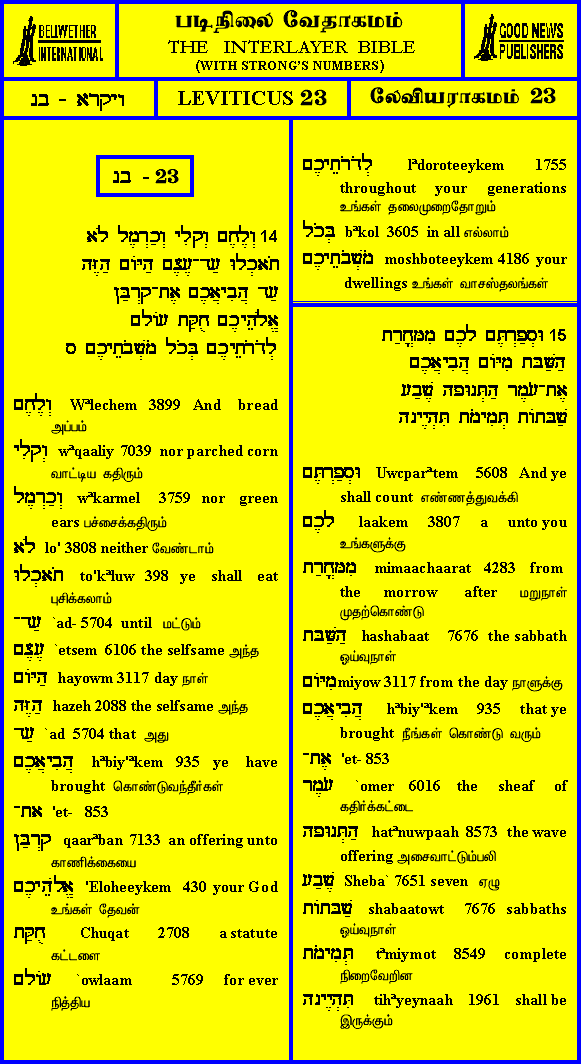 BELLWETHER
INTERNATIONAL
படிநிலை வேதாகமம்
THE INTERLAYER BIBLE
(WITH STRONG'S NUMBERS)
GOOD NEWS
PUBLISHERS
ויקרא - בנ
LEVITICUS 23
லேவியராகமம் 23
בנ - 23
14 וְלֶחֶם וְקָלִי וְכַרְמֶל לֹא
תֹאכְלוּ עַד־עֶצֶם הַיּוֹם הַזֶּה
עַד הֲבִיאֲכֶם אֶת־קָרְבַּן
אֱלֹהֵיכֶם חֻקַּת עוֹלָם
לְדֹרֹתֵיכֶם בְּכֹל מֹשְׁבֹתֵיכֶם ס
וְלֶחֶם Wªlechem 3899 And bread
அப்பம்
וְקָלִי wªqaaliy 7039 nor parched corn
வாட்டிய கதிரும்
וְכַרְמֶל wªkarmel 3759 nor green
ears பச்சைக்கதிரும்
לֹא lo' 3808 neither வேண்டாம்
תֹאכְלוּ to'kªluw 398 ye shall eat
புசிக்கலாம்
עַד־ `ad- 5704 until மட்டும்
עֶצֶם `etsem 6106 the selfsame அந்த
הַיּוֹם hayowm 3117 day நாள்
הַזֶּה hazeh 2088 the selfsame அந்த
עַד `ad 5704 that அது
הֲבִיאֲכֶם hªbiy'ªkem 935 ye have
brought கொண்டுவந்தீர்கள்
אֶת־ 'et- 853
קָרְבַּן qaarªban 7133 an offering unto
காணிக்கையை
אֱלֹהֵיכֶם 'Eloheeykem 430 your God
உங்கள் தேவன்
חֻקַּת Chuqat 2708 a statute
கட்டளை
עוֹלָם `owlaam 5769 for ever
நித்திய
לְדֹרֹתֵיכֶם lªdoroteeykem 1755
throughout your generations
உங்கள் தலைமுறைதோறும்
בְּכֹל bªkol 3605 in all எல்லாம்
מֹשְׁבֹתֵיכֶם moshboteeykem 4186 your
dwellings உங்கள் வாசஸ்தலங்கள்
15 וּסְפַרְתֶּם לָכֶם מִמָּחֳרַת
הַשַּׁבָּת מִיּוֹם הֲבִיאֲכֶם
אֶת־עֹמֶר הַתְּנוּפָה שֶׁבַע
שַׁבָּתוֹת תְּמִימֹת תִּהְיֶינָה
וּסְפַרְתֶּם Uwcparªtem 5608 And ye
shall count எண்ணத்துவக்கி
לָכֶם laakem 3807 a unto you
உங்களுக்கு
מִמָּחֳרַת mimaachaarat 4283 from
the morrow after மறுநாள்
முதற்கொண்டு
הַשַּׁבָּת hashabaat 7676 the sabbath
ஓய்வுநாள்
מִיּוֹם miyow 3117 from the day நாளுக்கு
הֲבִיאֲכֶם hªbiy'ªkem 935 that ye
brought நீங்கள் கொண்டு வரும்
אֶת־ 'et- 853
עֹמֶר `omer 6016 the sheaf of
கதிர்க்கட்டை
הַתְּנוּפָה hatªnuwpaah 8573 the wave
offering அசைவாட்டும்பலி
שֶׁבַע Sheba` 7651 seven ஏழு
שַׁבָּתוֹת shabaatowt 7676 sabbaths
ஓய்வுநாள்
תְּמִימֹת tªmiymot 8549 complete
நிறைவேறின
תִּהְיֶינָה tihªyeynaah 1961 shall be
இருக்கும்